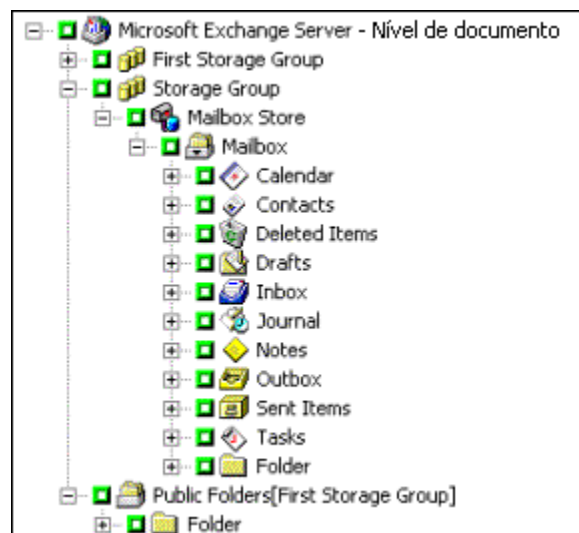 Microsoft Exchange Server - Nível de documento
First Storage Group
Storage Group
Mailbox Store
Mailbox
Calendar
Contacts
Deleted Items
Drafts
Inbox
Journal
Notes
Outbox
Sent Items
Tasks
Folder
Public Folders[First Storage Group]
Folder